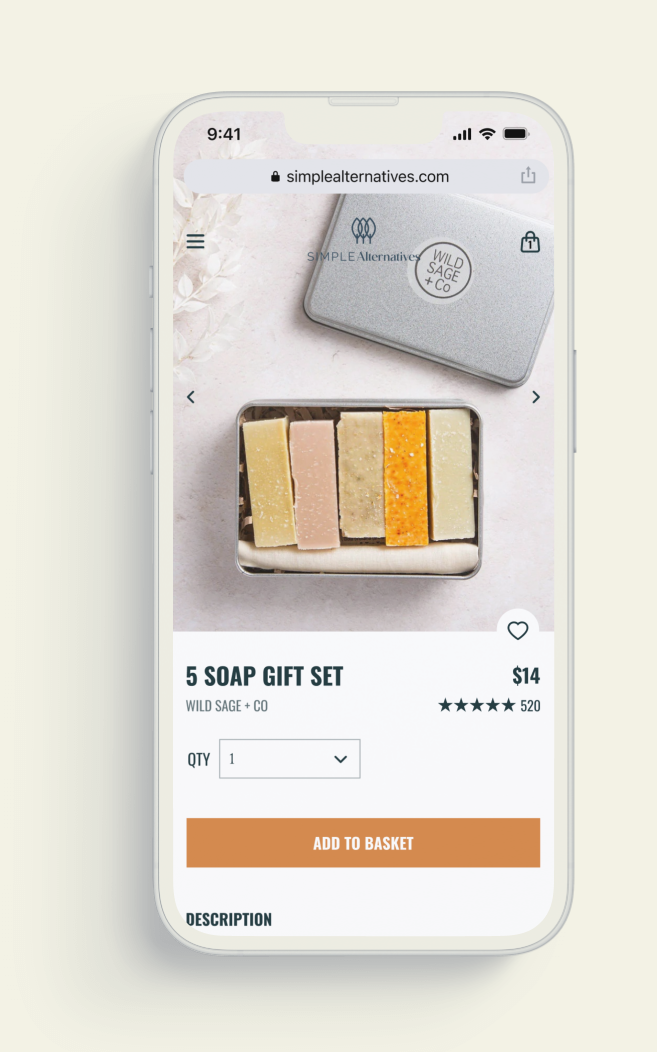 9:41
simplealternatives.com
1
SIMPLE Alternatives
WILD
SAGE
+ Co
5 SOAP GIFT SET
$14
WILD SAGE + CO
520
QTY
1
ADD TO BASKET
DESCRIPTION